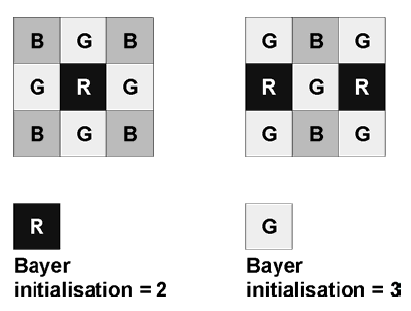 B G B
G R G
B G B
G B G
R G R
G B G
R
Bayer
initialisation = 2
G
Bayer
initialisation = 3